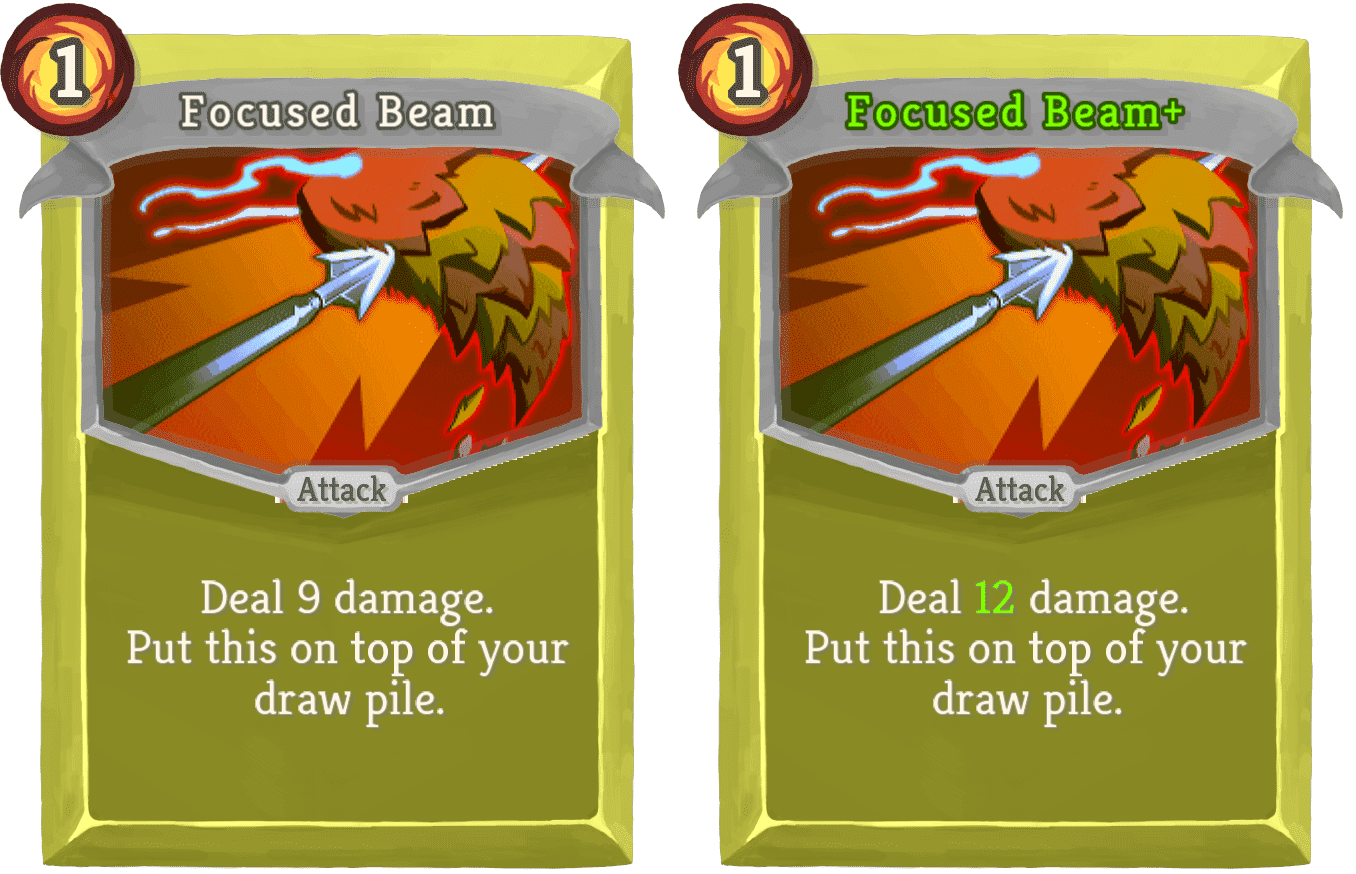 1
Focused Beam
Attack
Deal 9 damage.
Put this on top of your
draw pile.
1
Focused Beam+
Attack
Deal 12 damage.
Put this on top of your
draw pile.